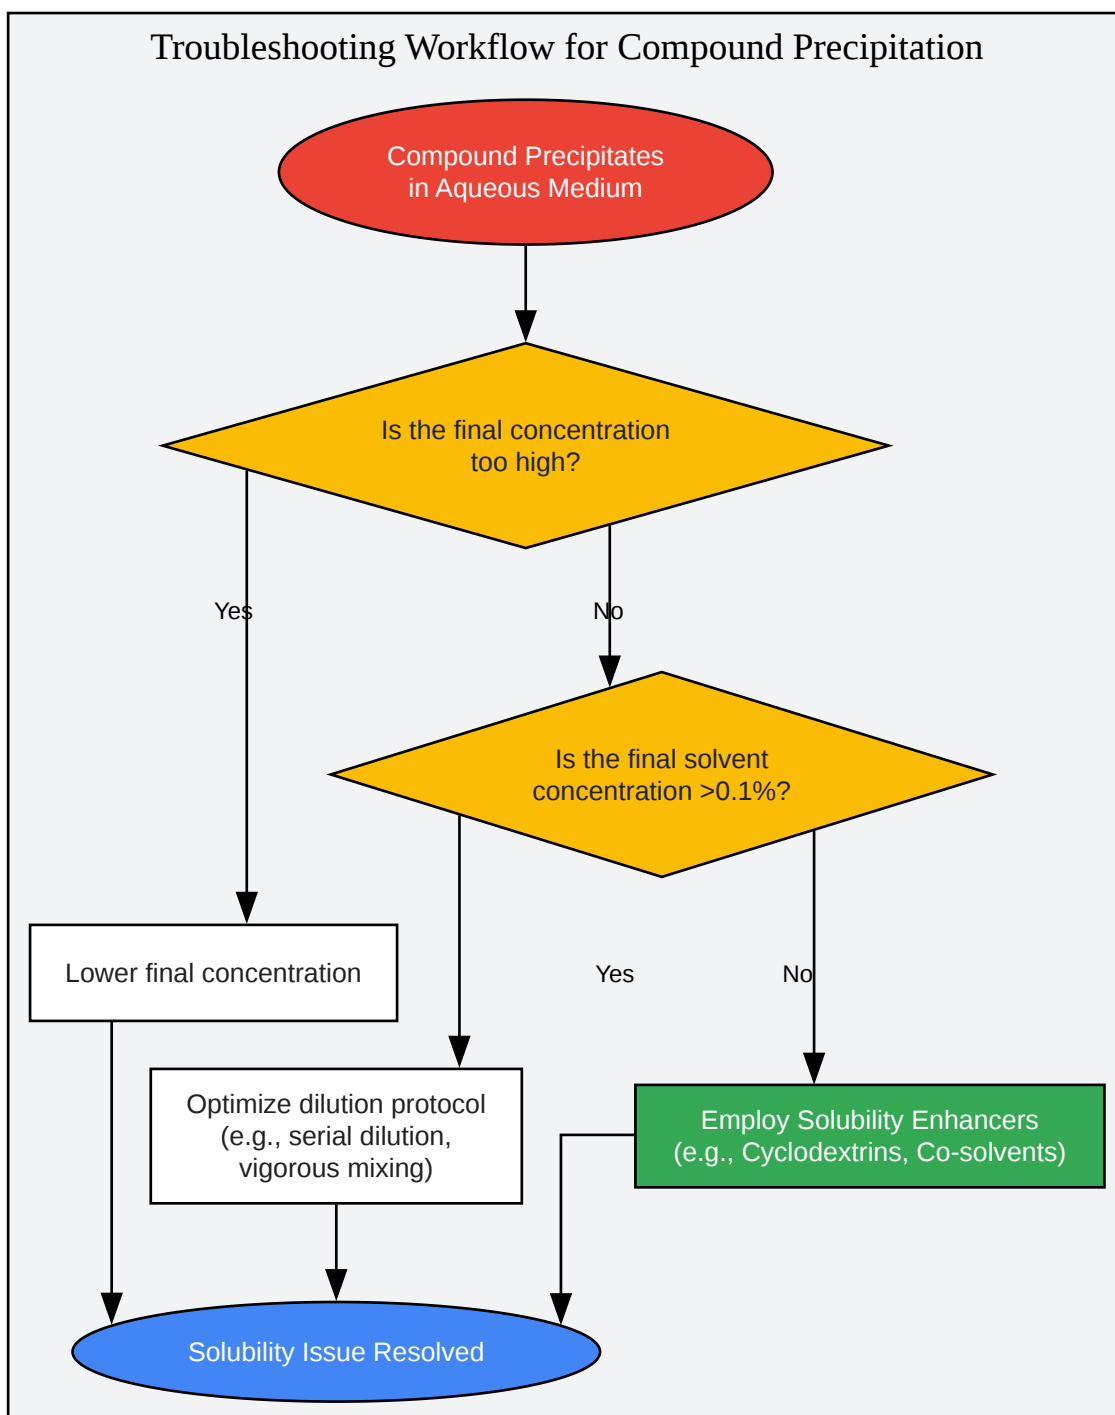 Troubleshooting Workflow for Compound Precipitation
Compound Precipitates
in Aqueous Medium
Is the final concentration
too high?
Yes
No
Is the final solvent
concentration >0.1%?
Lower final concentration
Yes
No
Optimize dilution protocol
(e.g., serial dilution,
vigorous mixing)
Employ Solubility Enhancers
(e.g., Cyclodextrins, Co-solvents)
Solubility Issue Resolved